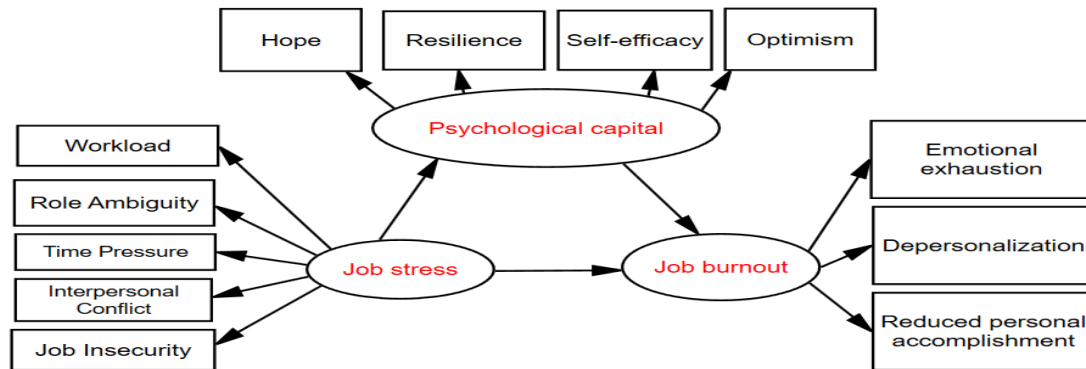 Hope
Resilience
Self-efficacy
Optimism
Psychological capital
Workload
Role Ambiguity
Time Pressure
Interpersonal
Conflict
Job Insecurity
Job stress
Job burnout
Emotional
exhaustion
Depersonalization
Reduced personal
accomplishment